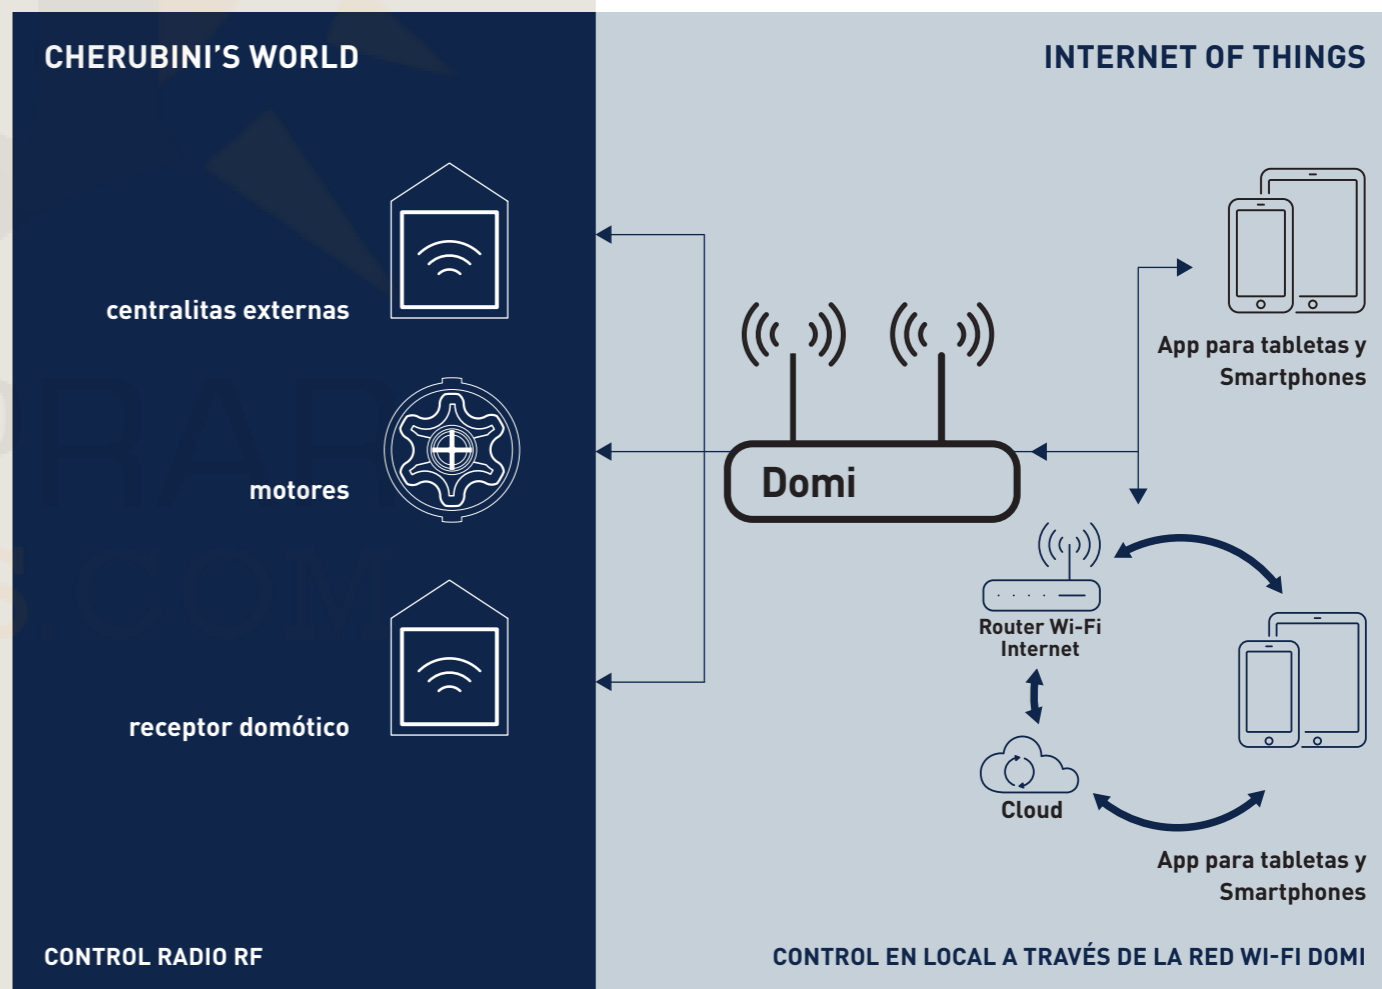 CHERUBINI'S WORLD
INTERNET OF THINGS
centralitas externas
App para tabletas y
Smartphones
motores
Domi
Router Wi-Fi
Internet
receptor domótico
Cloud
App para tabletas y
Smartphones
CONTROL RADIO RF
CONTROL EN LOCAL A TRAVÉS DE LA RED WI-FI DOMI